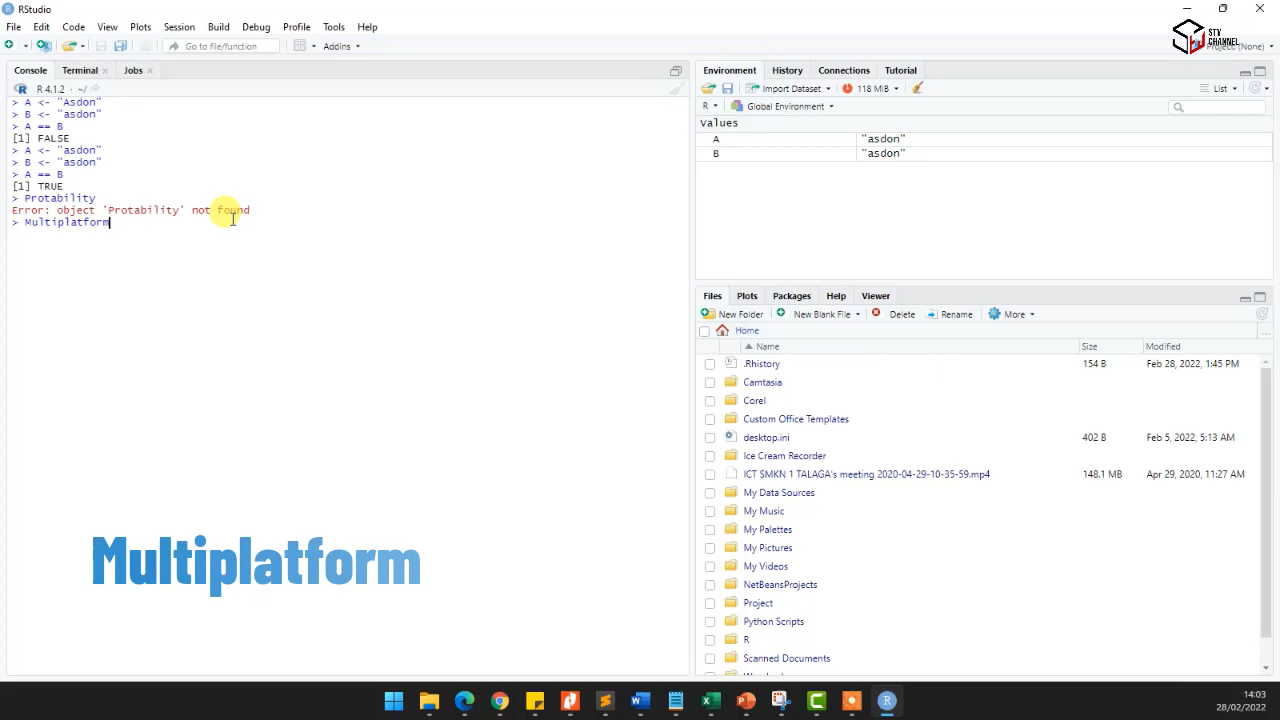 RStudio
File Edit Code View Plots Session Build Debug Profile Tools Help
Go to file/function Addins
STV CHANNEL
Project: (None)
Console Terminal Jobs
R 4.1.2 · ~/
> A <- "Asdon"
> B <- "asdon"
> A == B
[1] FALSE
> A <- "asdon"
> B <- "asdon"
> A == B
[1] TRUE
> Protability
Error: object 'Protability' not found
> Multiplatform
Multiplatform
Environment History Connections Tutorial
Import Dataset 118 MiB List
R Global Environment
Values
A "asdon"
B "asdon"
Files Plots Packages Help Viewer
New Folder New Blank File Delete Rename More
Home
Name Size Modified
.Rhistory 154 B Feb 28, 2022, 1:45 PM
Camtasia
Corel
Custom Office Templates
desktop.ini 402 B Feb 5, 2022, 5:13 AM
Ice Cream Recorder
ICT SMKN 1 TALAGA's meeting 2020-04-29-10-35-59.mp4 148.1 MB Apr 29, 2020, 11:27 AM
My Data Sources
My Music
My Palettes
My Pictures
My Videos
NetBeansProjects
Project
Python Scripts
R
Scanned Documents
14:03
28/02/2022